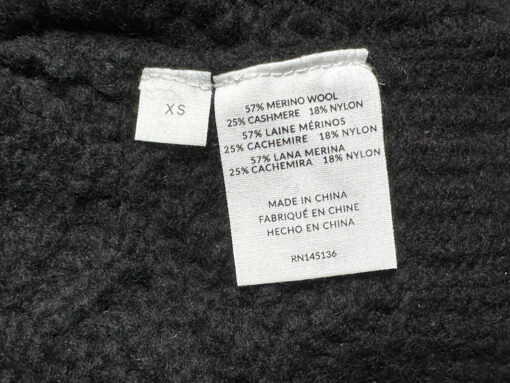 XS
57% MERINO WOOL
25% CASHMERE 18% NYLON
57% LAINE MÉRINOS
25% CACHEMIRE 18% NYLON
57% LANA MERINA
25% CACHEMIRA 18% NYLON
MADE IN CHINA
FABRIQUÉ EN CHINE
HECHO EN CHINA
RN145136